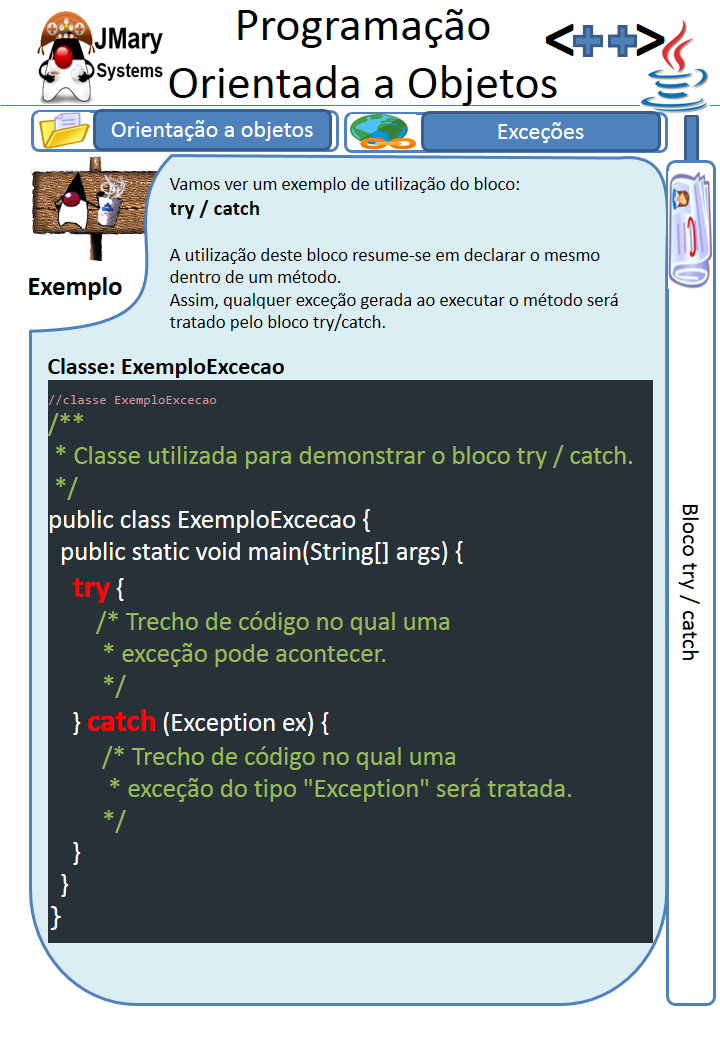 JMary
Systems
Programação
Orientada a Objetos
<++>
Orientação a objetos
Exceções
Exemplo
Vamos ver um exemplo de utilização do bloco:
try / catch
A utilização deste bloco resume-se em declarar o mesmo
dentro de um método.
Assim, qualquer exceção gerada ao executar o método será
tratado pelo bloco try/catch.
Classe: ExemploExcecao
//classe ExemploExcecao
/**
* Classe utilizada para demonstrar o bloco try / catch.
*/
public class ExemploExcecao {
public static void main(String[] args) {
try {
/* Trecho de código no qual uma
* exceção pode acontecer.
*/
} catch (Exception ex) {
/* Trecho de código no qual uma
* exceção do tipo "Exception" será tratada.
*/
}
}
}
Bloco try / catch